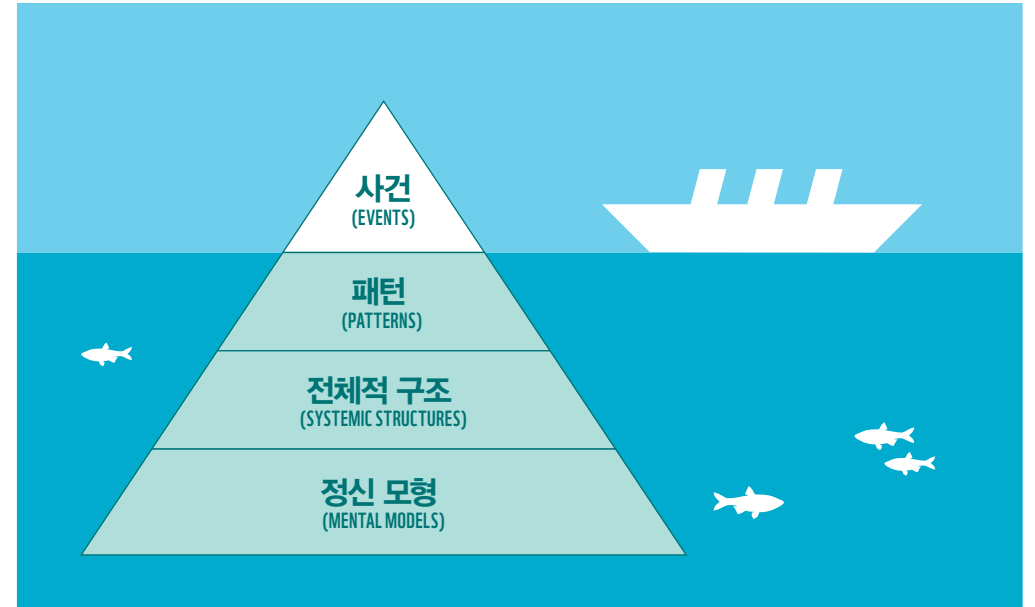 사건
(EVENTS)
패턴
(PATTERNS)
전체적 구조
(SYSTEMIC STRUCTURES)
정신 모형
(MENTAL MODELS)